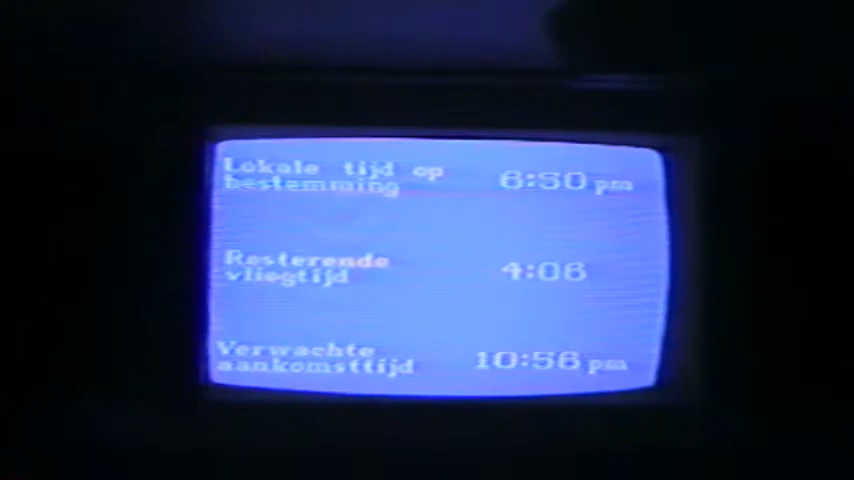 Lokale tijd op 6:50 pm
bestemming
Resterende 4:06
vliegtijd
Verwachte 10:56 pm
aankomsttijd